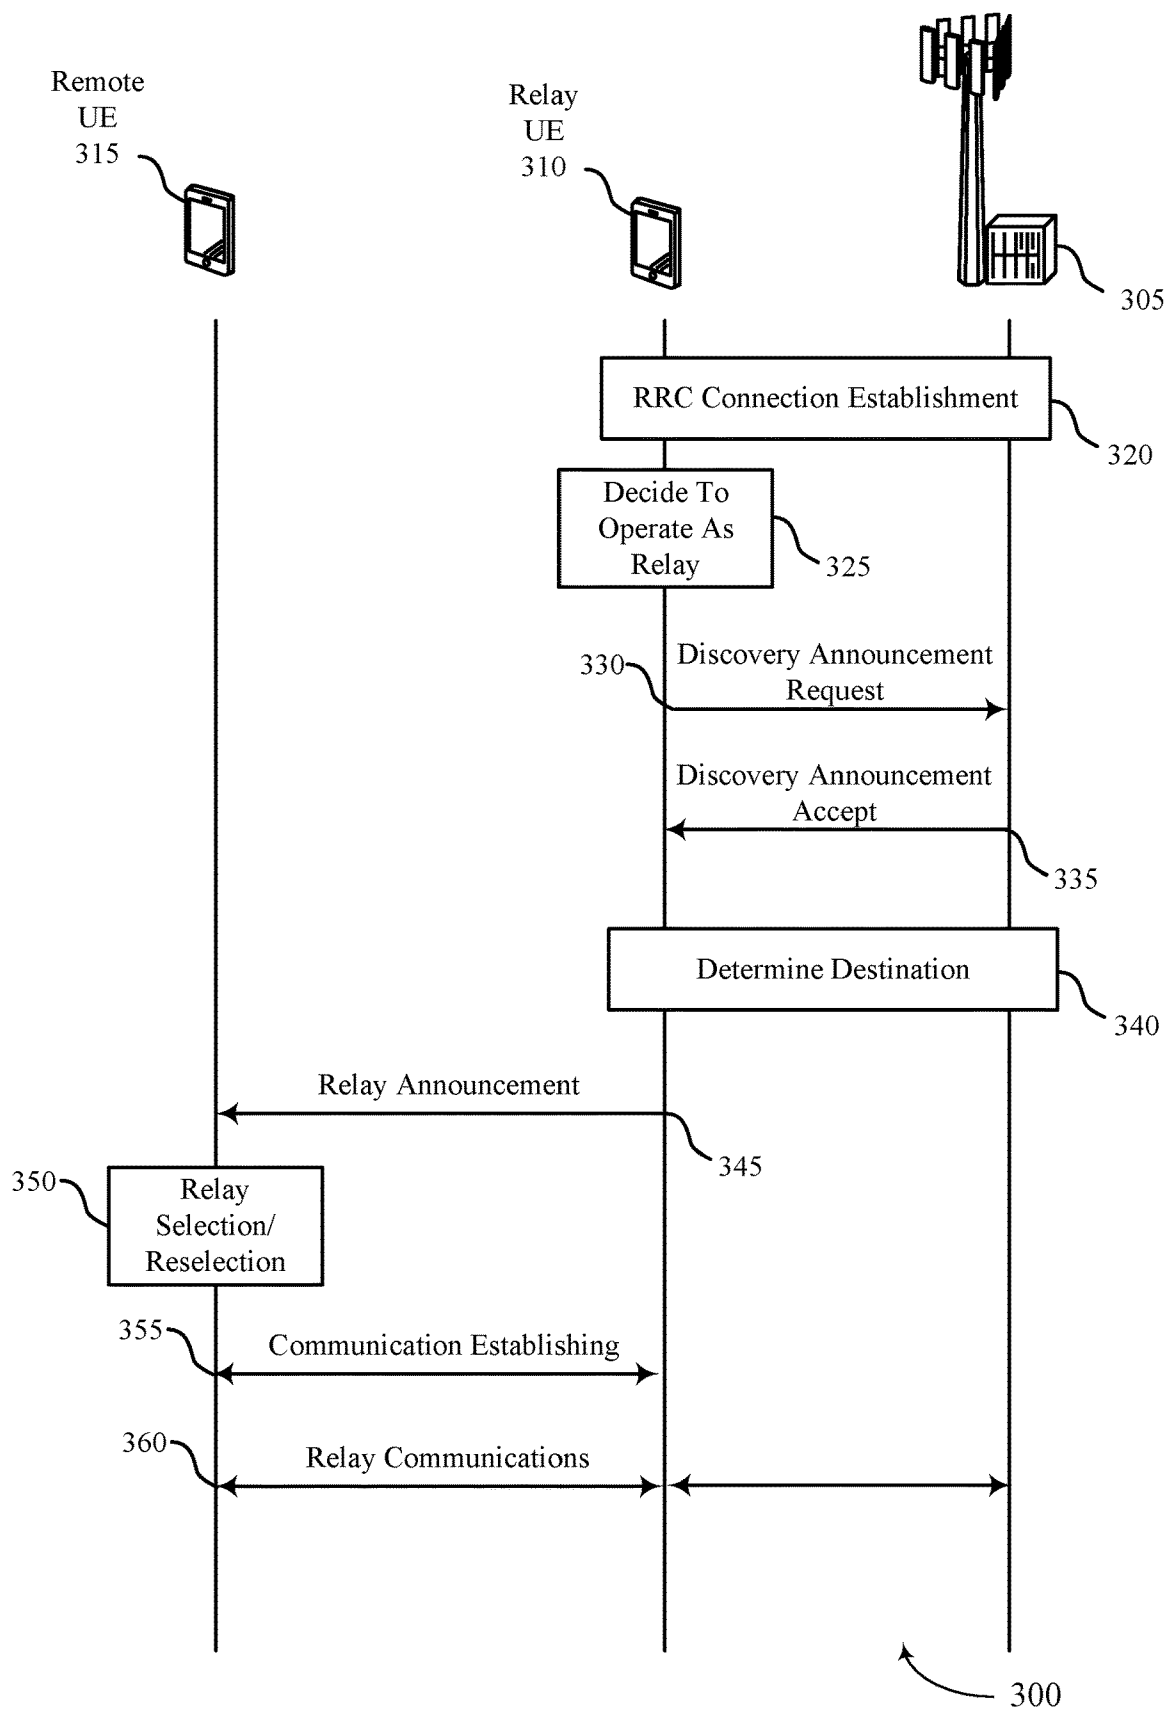 Remote
UE
315
Relay
UE
310
305
RRC Connection Establishment
320
Decide To
Operate As
Relay
325
330
Discovery Announcement
Request
Discovery Announcement
Accept
335
Determine Destination
340
Relay Announcement
345
350
Relay
Selection/
Reselection
355
Communication Establishing
360
Relay Communications
300